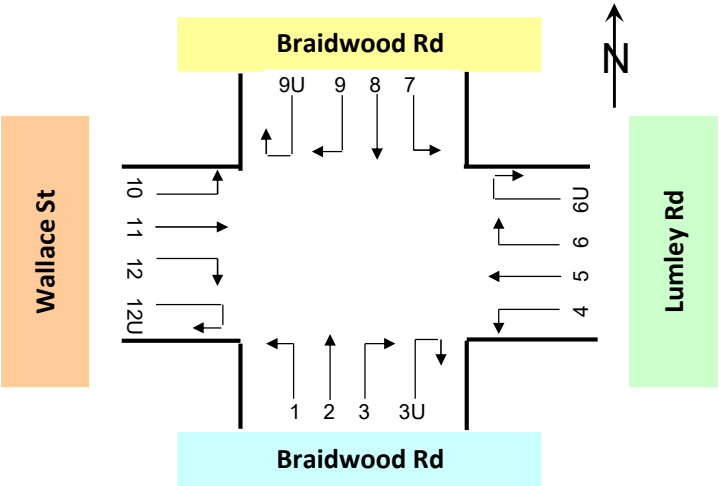 Braidwood Rd
N
9U 9 8 7
Wallace St
10
11
12
12U
6U
6
5
4
Lumley Rd
1 2 3 3U
Braidwood Rd